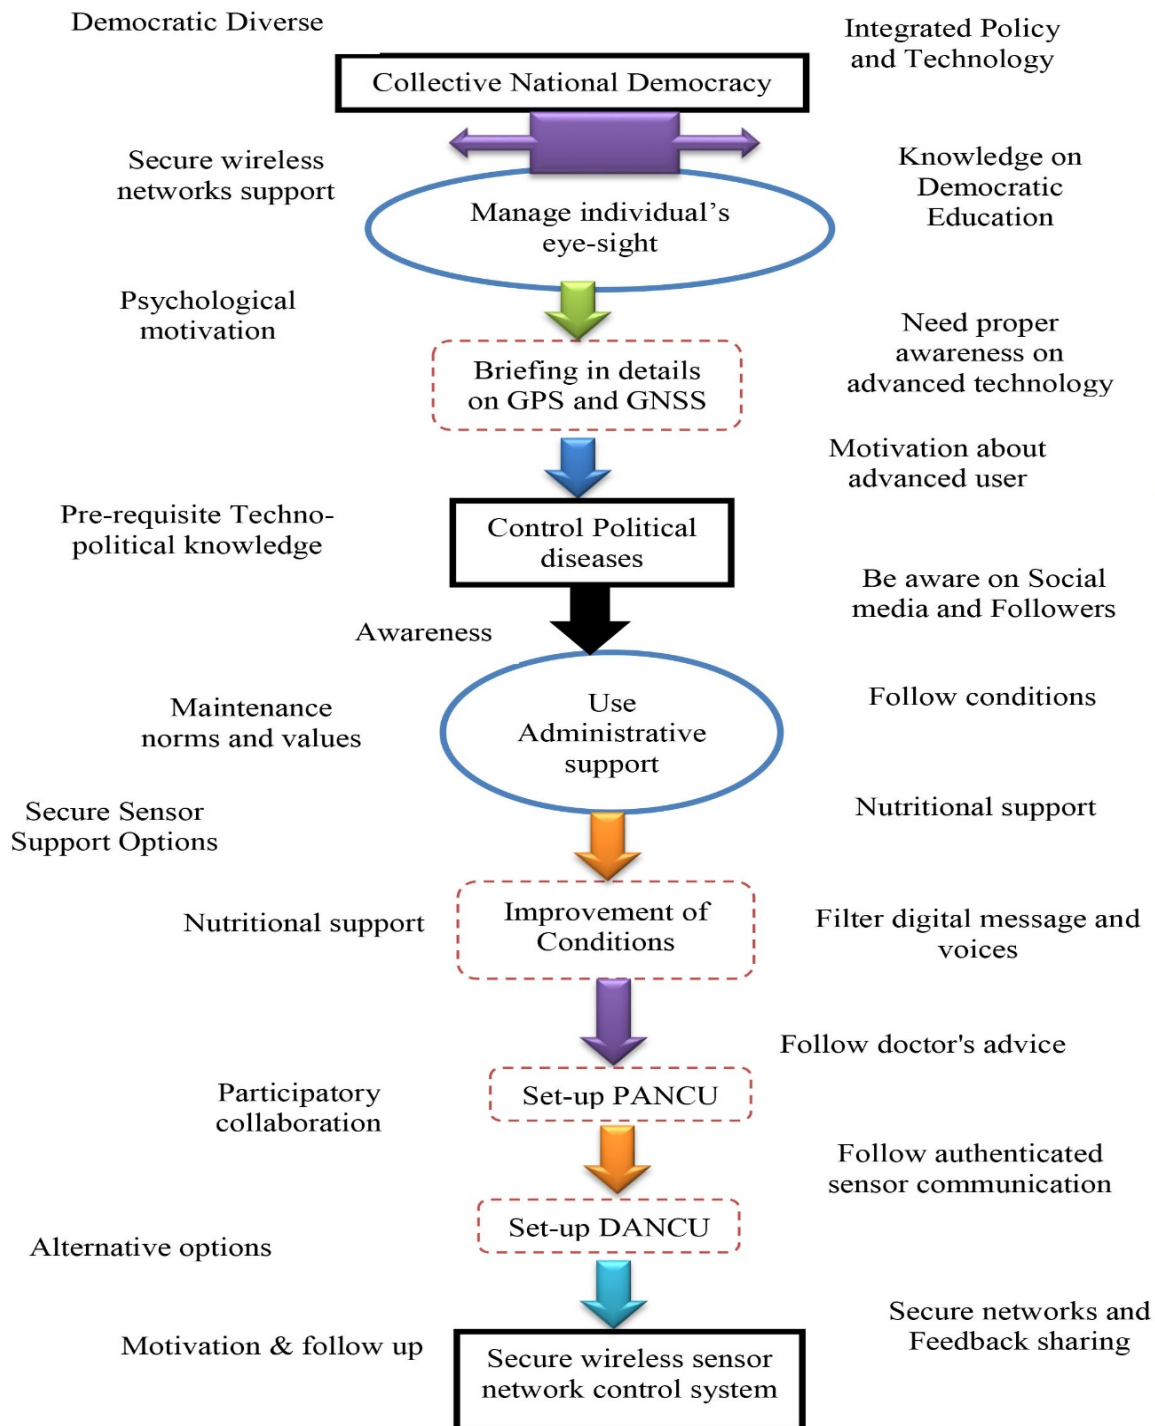 Democratic Diverse
Integrated Policy
and Technology
Collective National Democracy
Secure wireless
networks support
Knowledge on
Democratic
Education
Manage individual’s
eye-sight
Psychological
motivation
Need proper
awareness on
advanced technology
Briefing in details
on GPS and GNSS
Motivation about
advanced user
Pre-requisite Techno-
political knowledge
Control Political
diseases
Be aware on Social
media and Followers
Awareness
Maintenance
norms and values
Use
Administrative
support
Follow conditions
Secure Sensor
Support Options
Nutritional support
Nutritional support
Improvement of
Conditions
Filter digital message and
voices
Follow doctor's advice
Participatory
collaboration
Set-up PANCU
Follow authenticated
sensor communication
Set-up DANCU
Alternative options
Secure networks and
Feedback sharing
Motivation & follow up
Secure wireless sensor
network control system